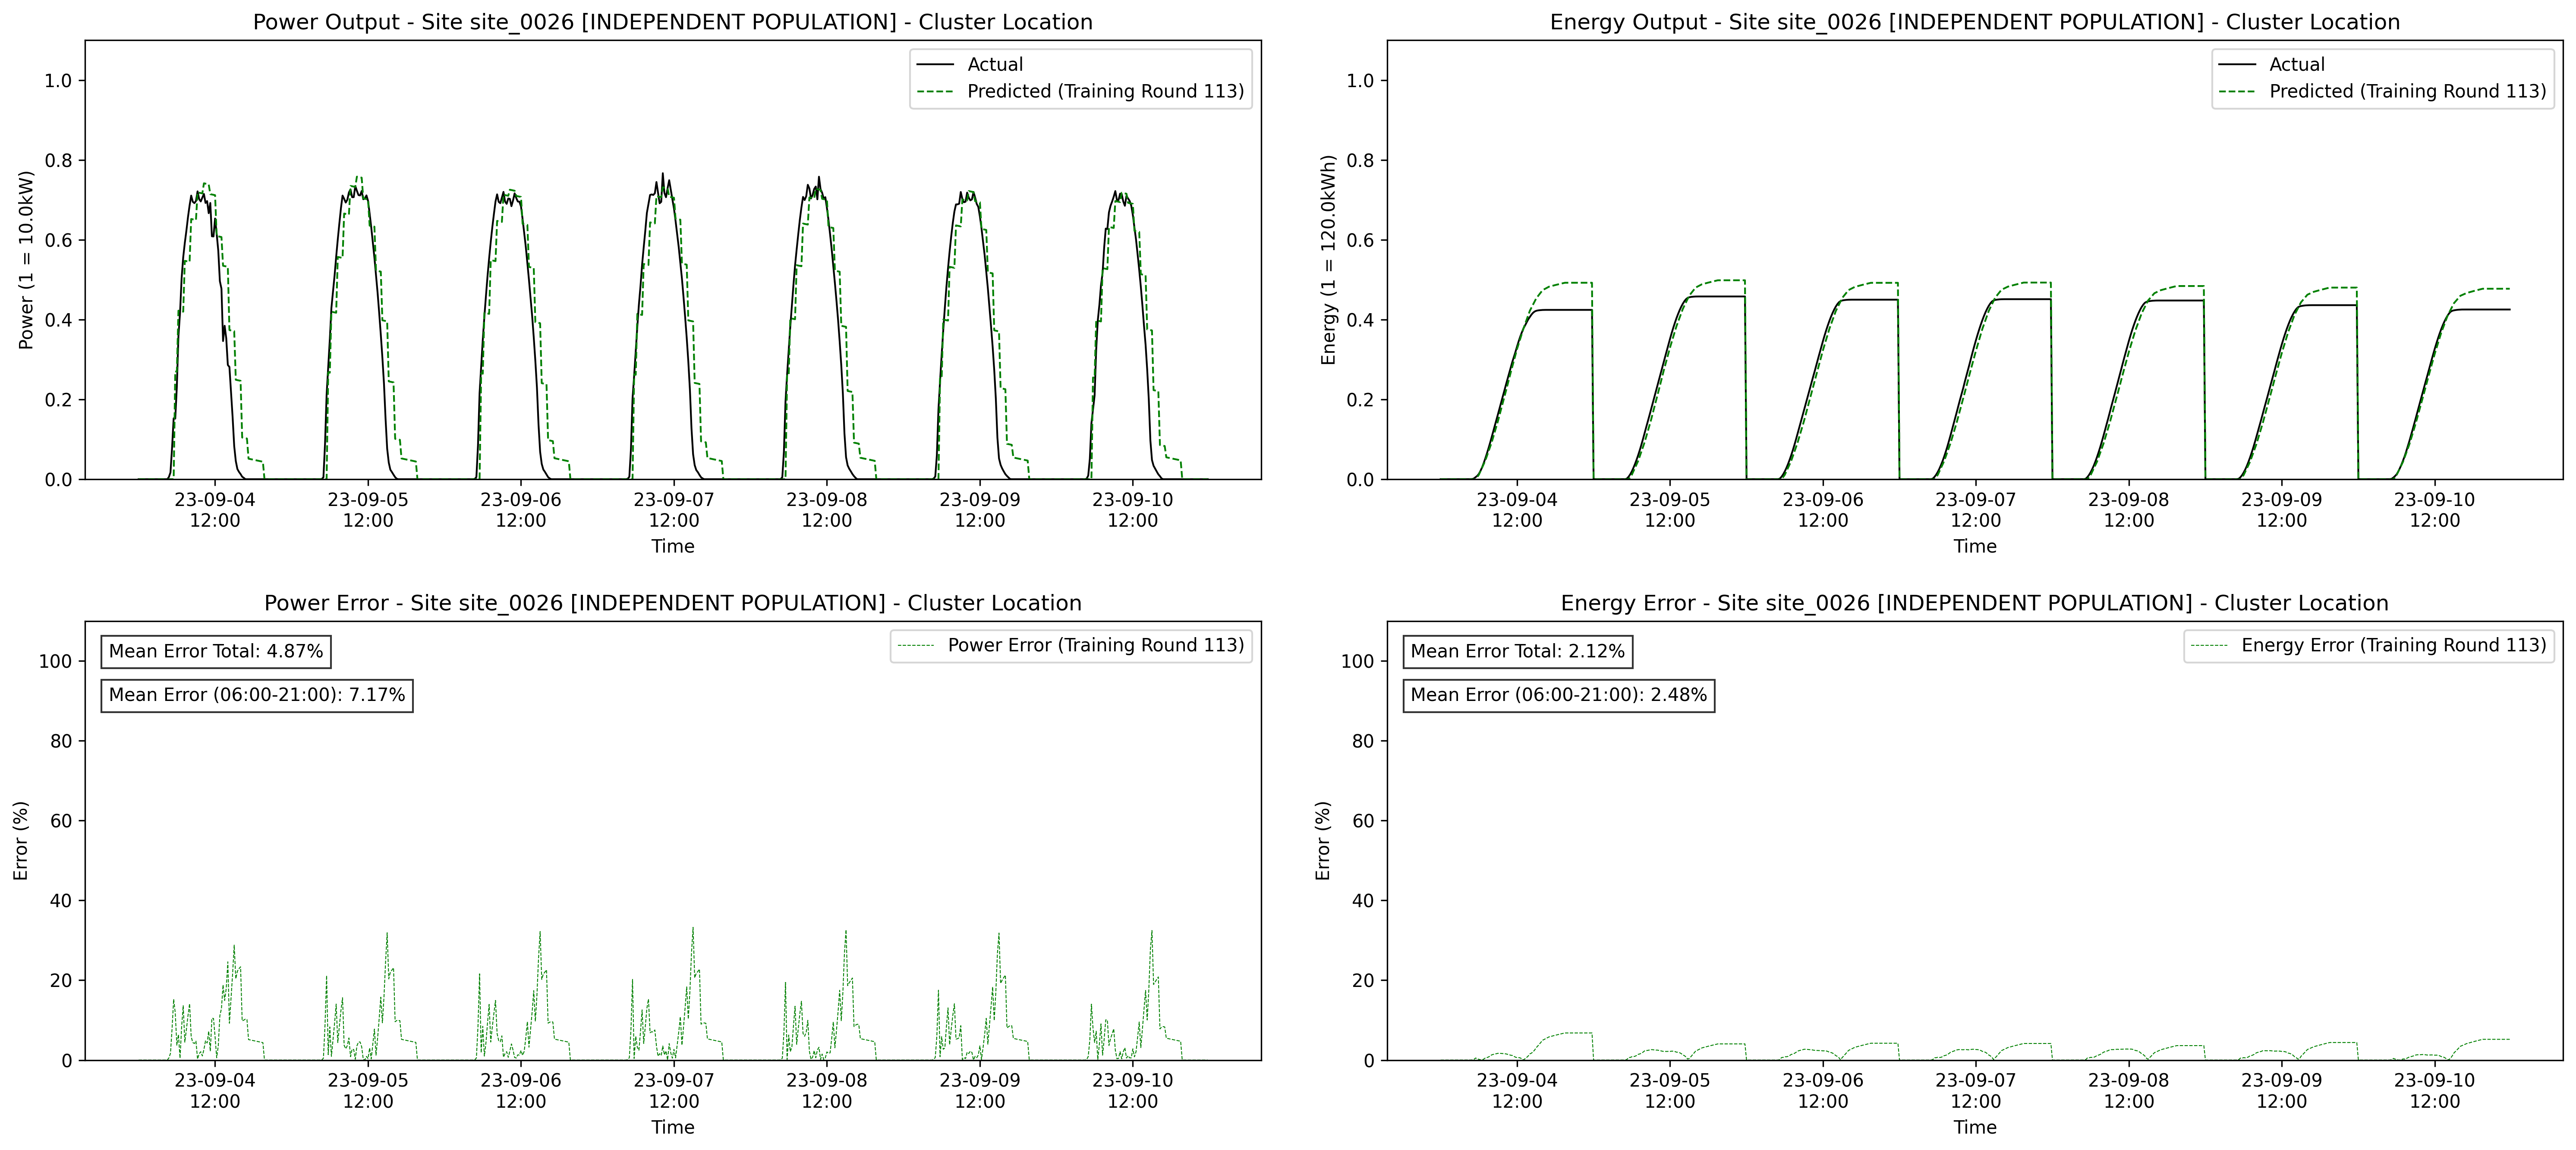 Power Output - Site site_0026 [INDEPENDENT POPULATION] - Cluster Location
Actual
Predicted (Training Round 113)
Power (1 = 10.0kW)
1.0
0.8
0.6
0.4
0.2
0.0
23-09-04 23-09-05 23-09-06 23-09-07 23-09-08 23-09-09 23-09-10
12:00 12:00 12:00 12:00 12:00 12:00 12:00
Time
Energy Output - Site site_0026 [INDEPENDENT POPULATION] - Cluster Location
Actual
Predicted (Training Round 113)
Energy (1 = 120.0kWh)
1.0
0.8
0.6
0.4
0.2
0.0
23-09-04 23-09-05 23-09-06 23-09-07 23-09-08 23-09-09 23-09-10
12:00 12:00 12:00 12:00 12:00 12:00 12:00
Time
Power Error - Site site_0026 [INDEPENDENT POPULATION] - Cluster Location
Mean Error Total: 4.87%
Mean Error (06:00-21:00): 7.17%
Power Error (Training Round 113)
Error (%)
100
80
60
40
20
0
23-09-04 23-09-05 23-09-06 23-09-07 23-09-08 23-09-09 23-09-10
12:00 12:00 12:00 12:00 12:00 12:00 12:00
Time
Energy Error - Site site_0026 [INDEPENDENT POPULATION] - Cluster Location
Mean Error Total: 2.12%
Mean Error (06:00-21:00): 2.48%
Energy Error (Training Round 113)
Error (%)
100
80
60
40
20
0
23-09-04 23-09-05 23-09-06 23-09-07 23-09-08 23-09-09 23-09-10
12:00 12:00 12:00 12:00 12:00 12:00 12:00
Time